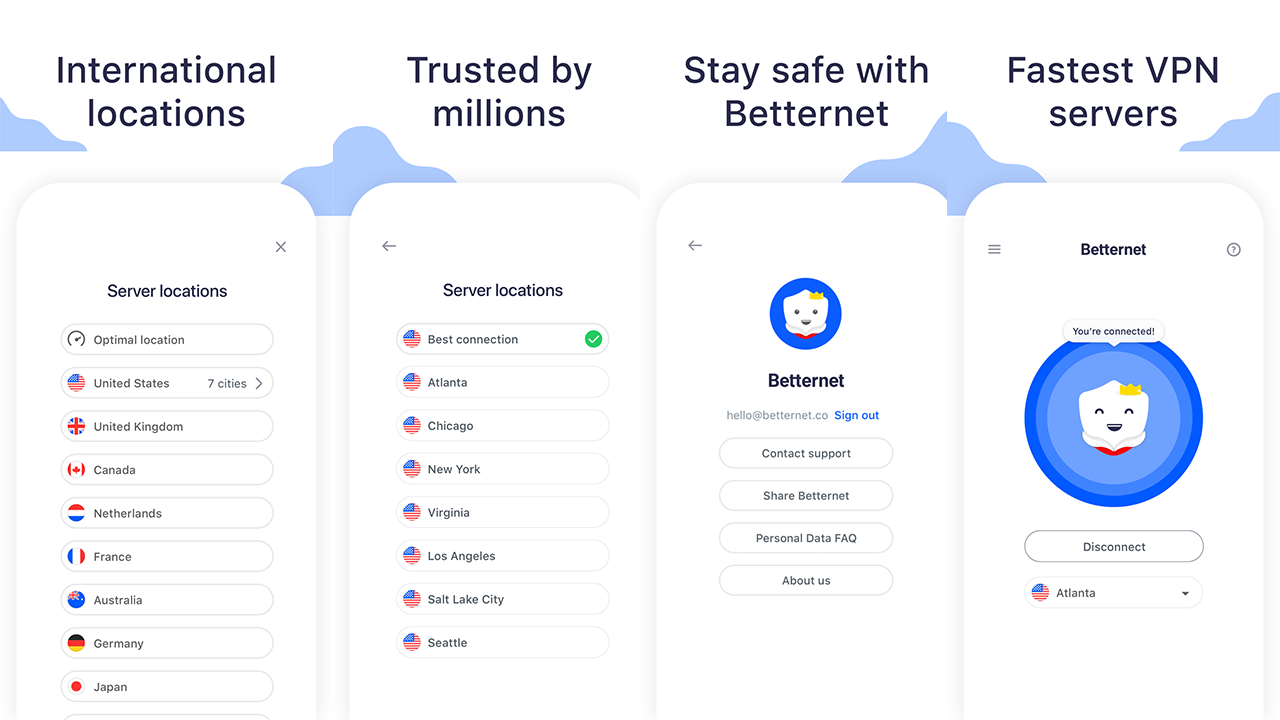 International
locations
Server locations
Optimal location
United States 7 cities
United Kingdom
Canada
Netherlands
France
Australia
Germany
Japan
Trusted by
millions
Server locations
Best connection
Atlanta
Chicago
New York
Virginia
Los Angeles
Salt Lake City
Seattle
Stay safe with
Betternet
Betternet
hello@betternet.co Sign out
Contact support
Share Betternet
Personal Data FAQ
About us
Fastest VPN
servers
Betternet ?
You're connected!
Disconnect
Atlanta